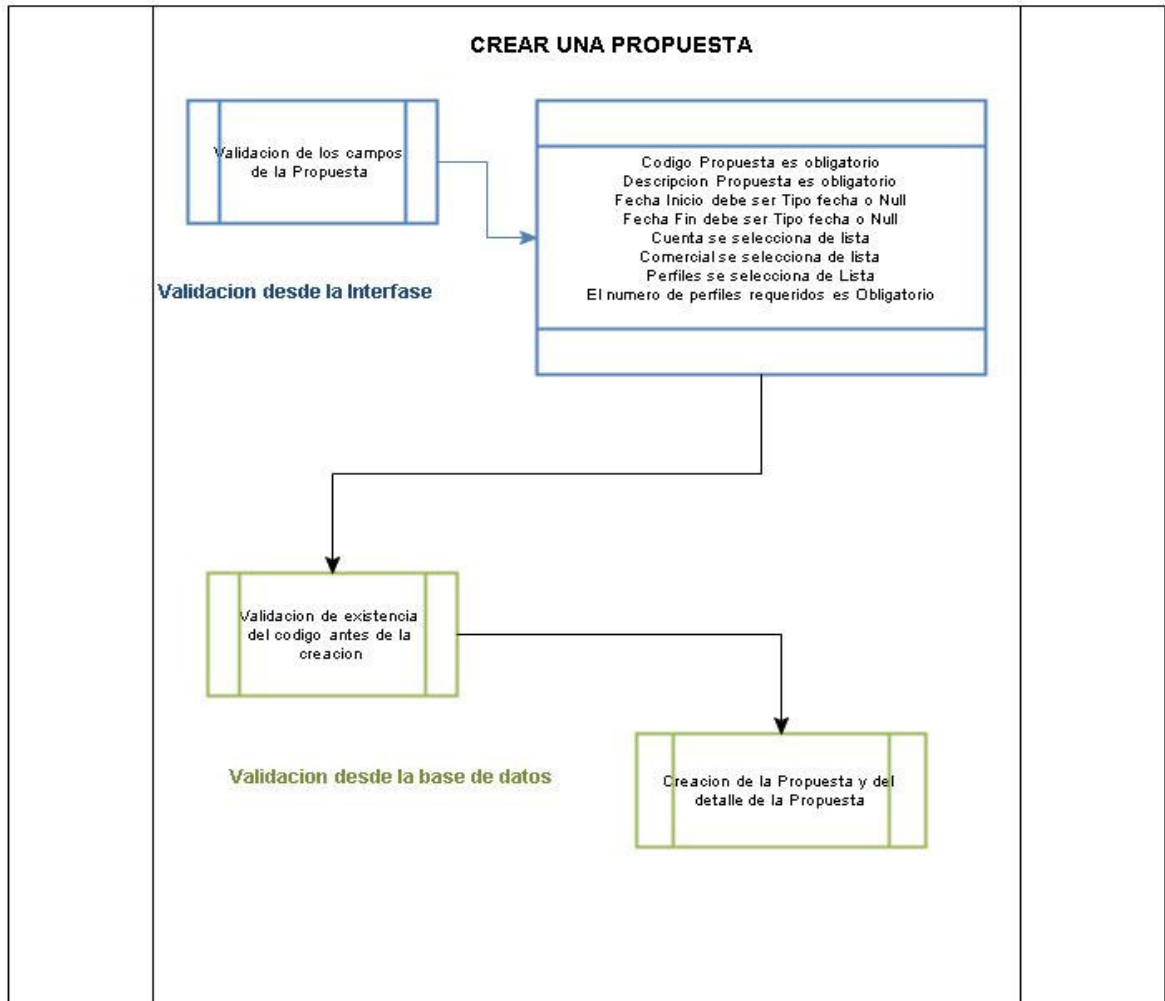 CREAR UNA PROPUESTA
Validacion de los campos
de la Propuesta
Codigo Propuesta es obligatorio
Descripcion Propuesta es obligatorio
Fecha Inicio debe ser Tipo fecha o Null
Fecha Fin debe ser Tipo fecha o Null
Cuenta se selecciona de lista
Comercial se selecciona de lista
Perfiles se selecciona de Lista
El numero de perfiles requeridos es Obligatorio
Validacion desde la Interfase
Validacion de existencia
del codigo antes de la
creacion
Validacion desde la base de datos
Creacion de la Propuesta y del
detalle de la Propuesta